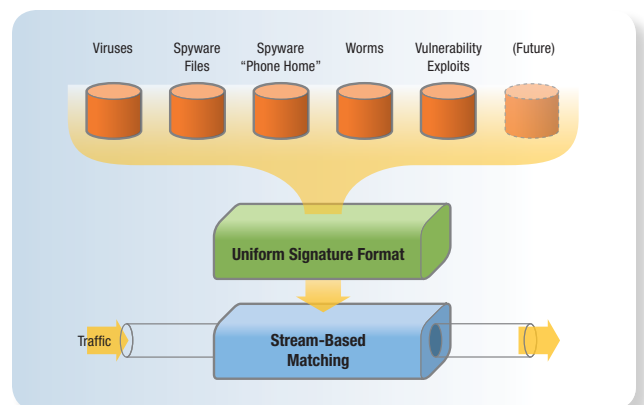 Viruses
Spyware
Files
Spyware
“Phone Home”
Worms
Vulnerability
Exploits
(Future)
Uniform Signature Format
Traffic
Stream-Based
Matching